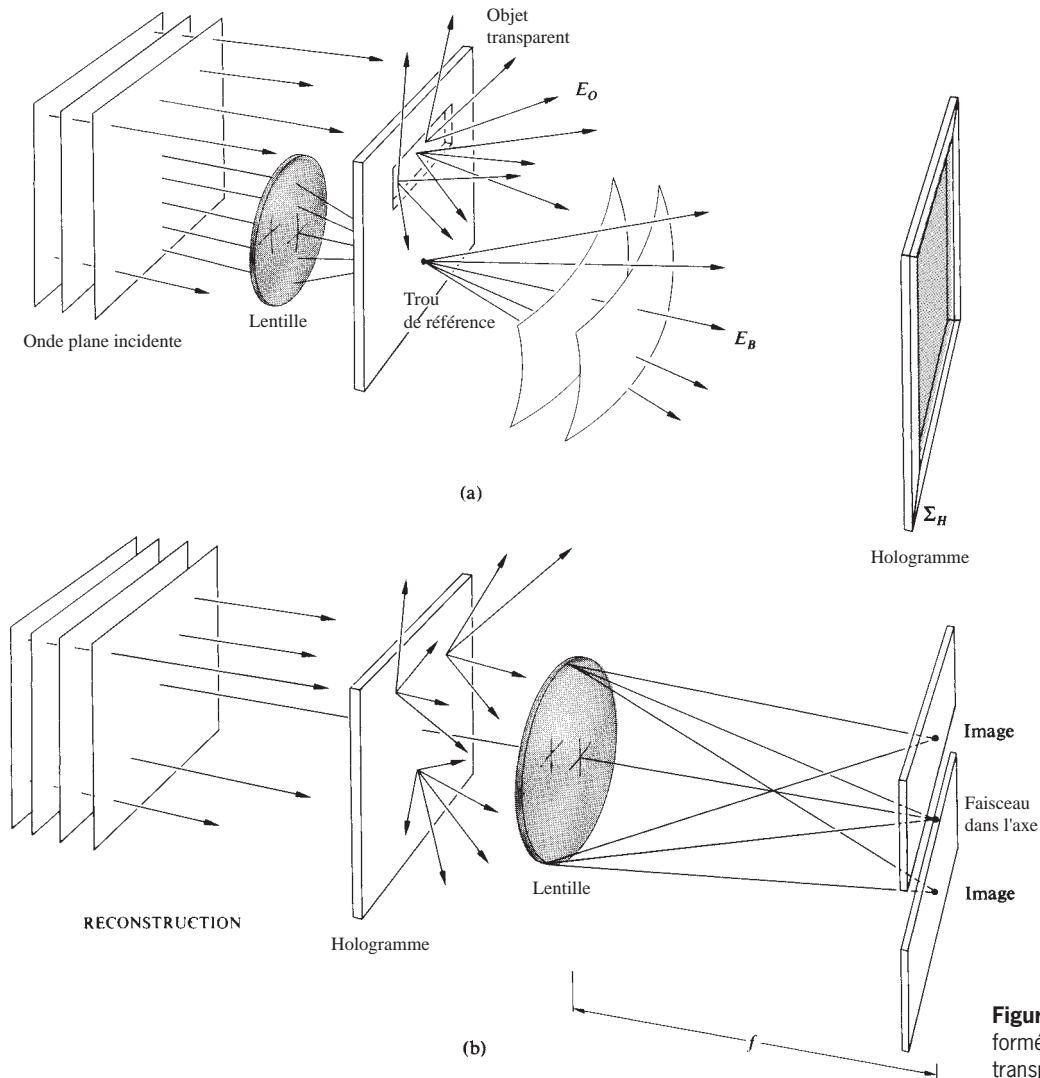 Objet
transparent
E_O
Onde plane incidente
Lentille
Trou
de référence
E_B
(a)
Σ_H
Hologramme
Image
Faisceau
dans l'axe
Image
Lentille
RECONSTRUCTION
Hologramme
f
(b)
Figur
formé
transp